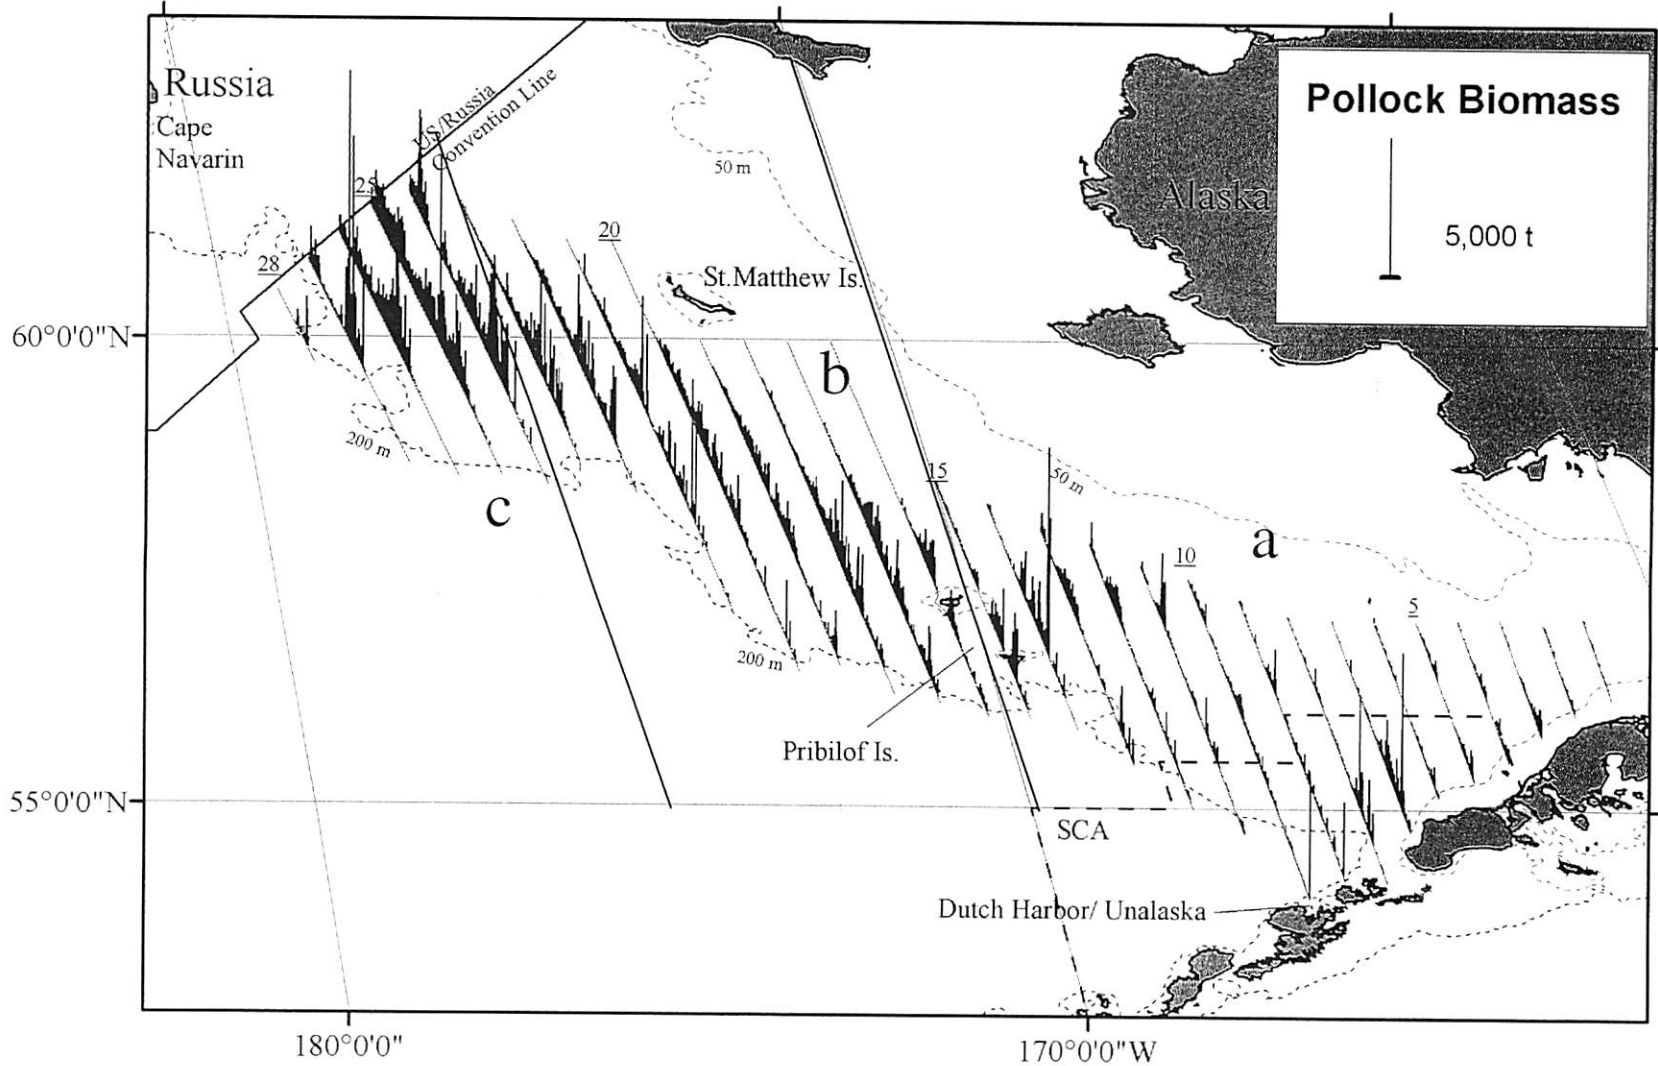 Russia
Cape
Navarin
US/Russia
Convention Line
Pollock Biomass
5,000 t
50 m
Alaska
25
20
28
St.Matthew Is.
60°0'0"N
b
200 m
15
50 m
c
a
10
5
200 m
Pribilof Is.
55°0'0"N
SCA
Dutch Harbor/ Unalaska
180°0'0"
170°0'0"W